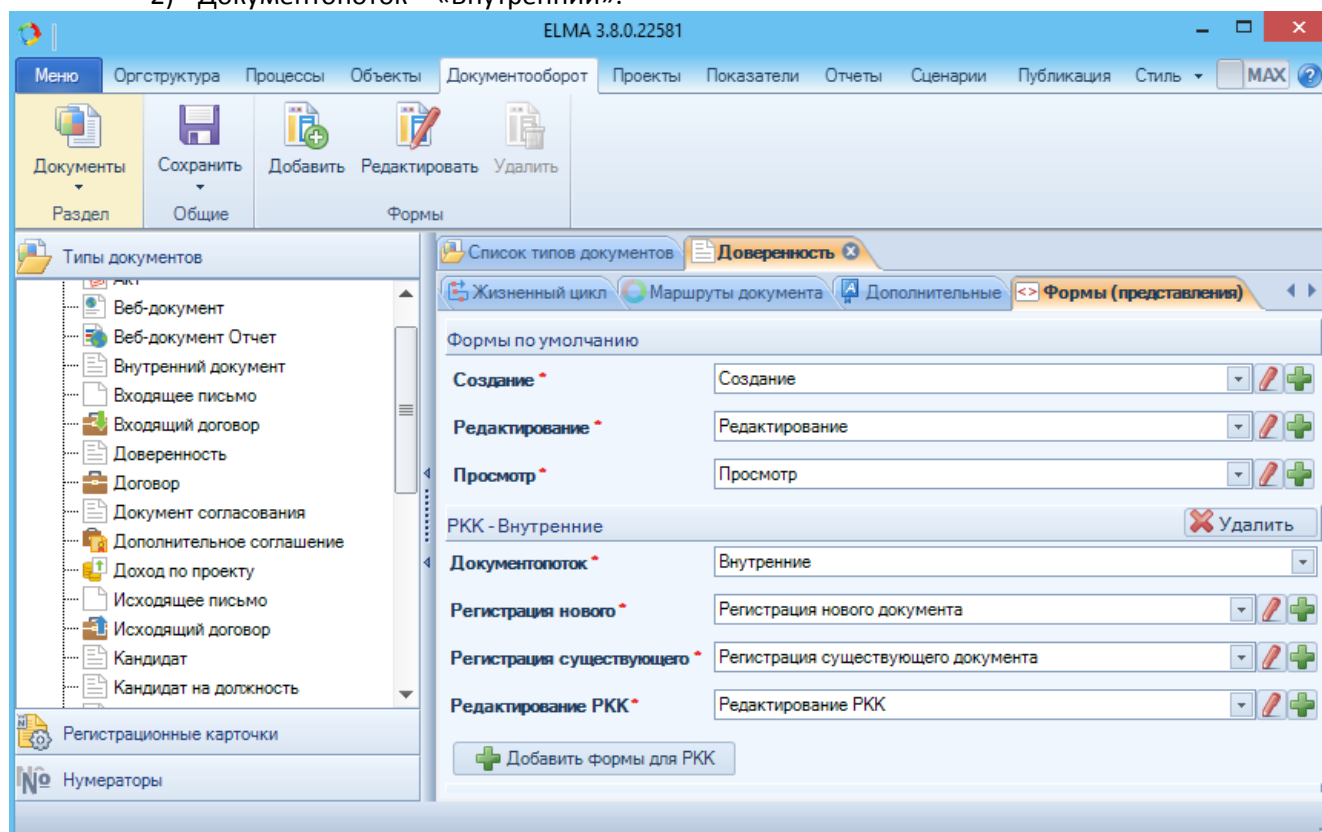 2) Документопоток – «Внутренний».
ELMA 3.8.0.22581
Меню Оргструктура Процессы Объекты Документооборот Проекты Показатели Отчеты Сценарии Публикация Стиль MAX
Документы Сохранить Добавить Редактировать Удалить
Раздел Общие Формы
Типы документов
Акт
Веб-документ
Веб-документ Отчет
Внутренний документ
Входящее письмо
Входящий договор
Доверенность
Договор
Документ согласования
Дополнительное соглашение
Доход по проекту
Исходящее письмо
Исходящий договор
Кандидат
Кандидат на должность
Регистрационные карточки
Нумераторы
Список типов документов Доверенность
Жизненный цикл Маршруты документа Дополнительные Формы (представления)
Формы по умолчанию
Создание * Создание
Редактирование * Редактирование
Просмотр * Просмотр
РКК - Внутренние Удалить
Документопоток * Внутренние
Регистрация нового * Регистрация нового документа
Регистрация существующего * Регистрация существующего документа
Редактирование РКК * Редактирование РКК
Добавить формы для РКК